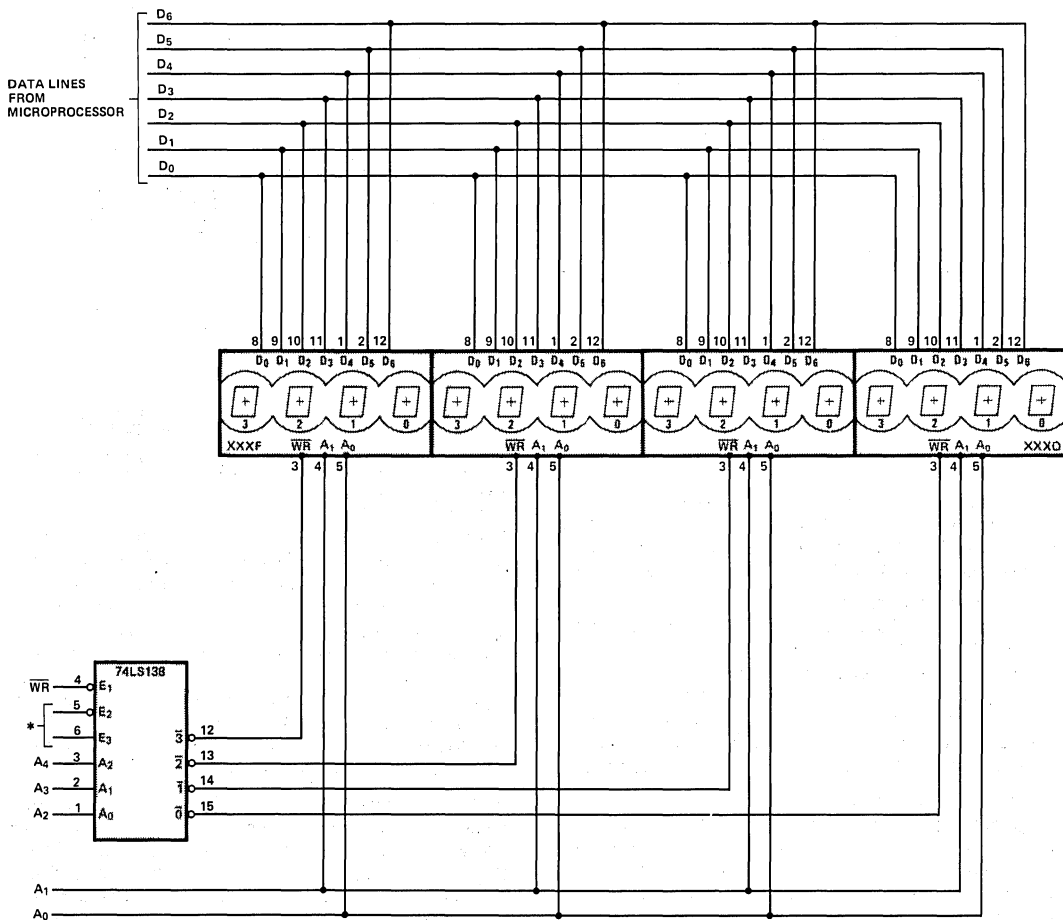 D6
D5
D4
D3
D2
D1
D0
DATA LINES
FROM
MICROPROCESSOR
8 9 10 11 1 2 12 8 9 10 11 1 2 12 8 9 10 11 1 2 12 8 9 10 11 1 2 12
D0 D1 D2 D3 D4 D5 D6 D0 D1 D2 D3 D4 D5 D6 D0 D1 D2 D3 D4 D5 D6 D0 D1 D2 D3 D4 D5 D6
3 2 1 0 3 2 1 0 3 2 1 0 3 2 1 0
XXXF WR A1 A0 WR A1 A0 WR A1 A0 WR A1 A0 XXX0
3 4 5 3 4 5 3 4 5 3 4 5
74LS138
WR 4 E1
5 E2
*
6 E3 3 12
A4 3 A2 2 13
A3 2 A1 1 14
A2 1 A0 0 15
A1
A0